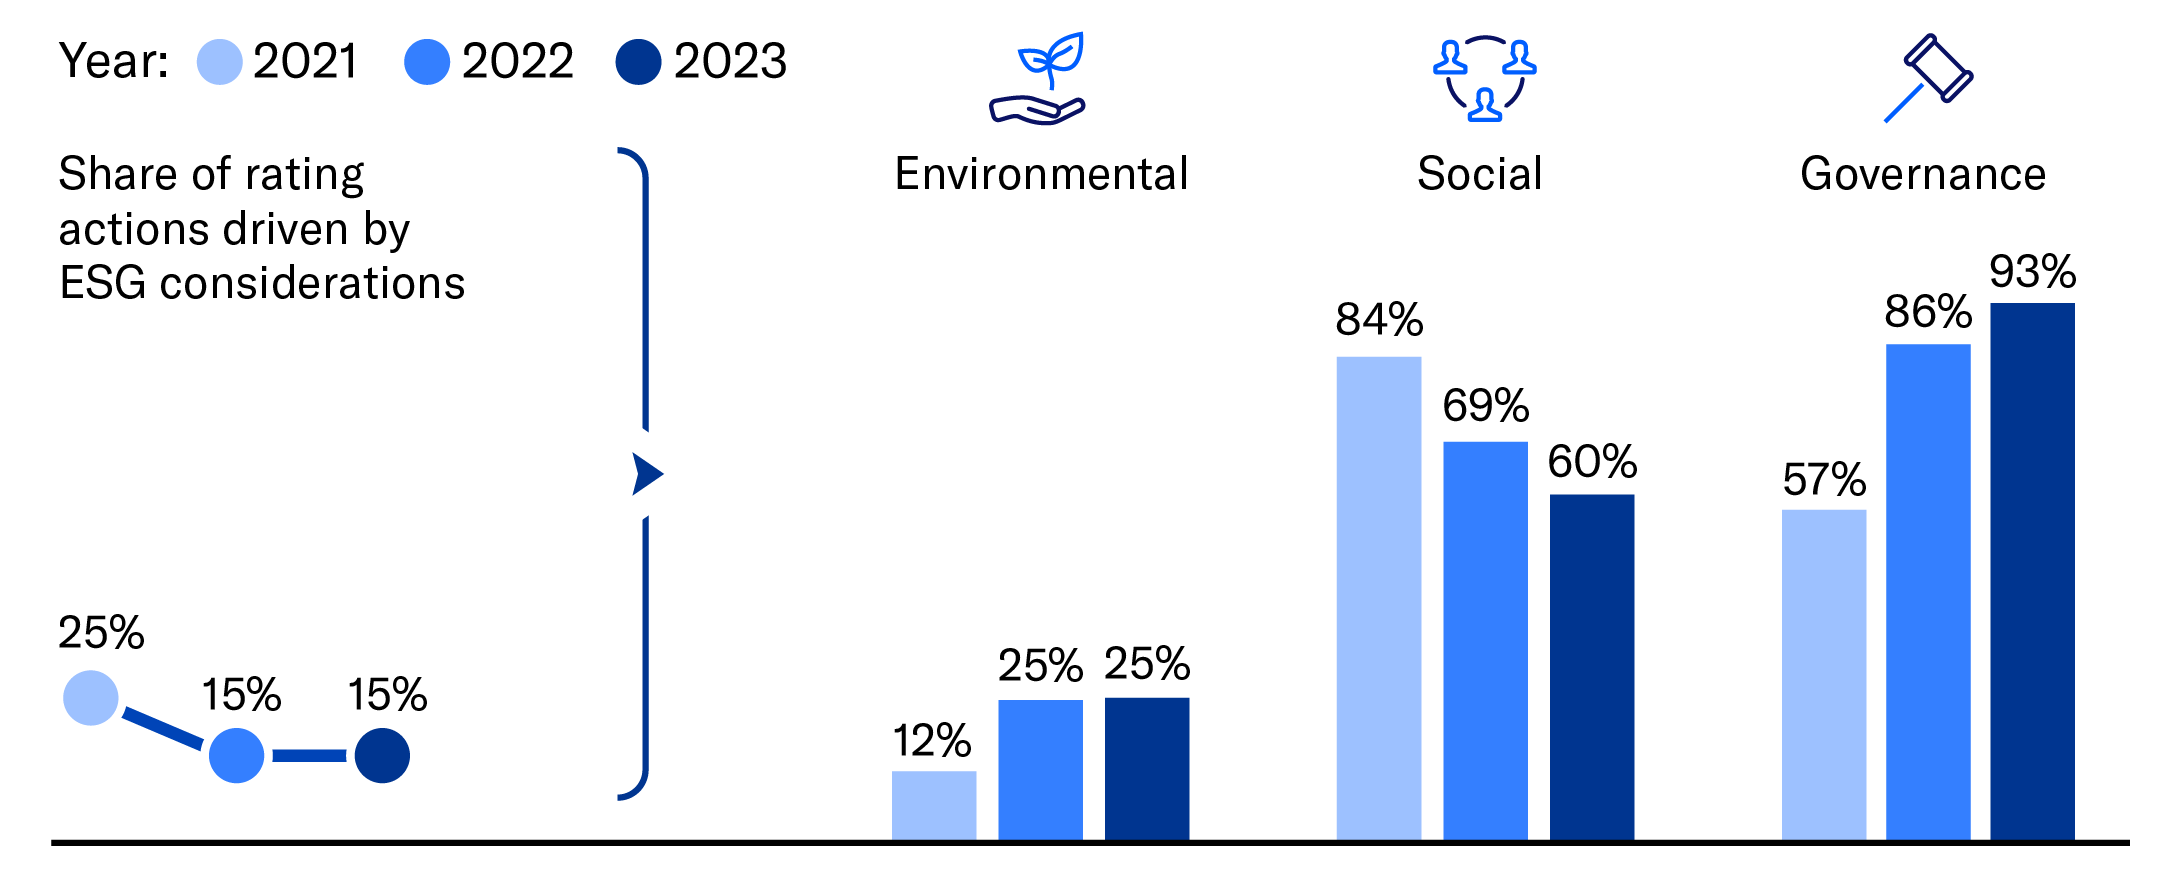 Year: 2021 2022 2023
Share of rating
actions driven by
ESG considerations
25%
15%
15%
Environmental
12%
25%
25%
Social
84%
69%
60%
Governance
57%
86%
93%